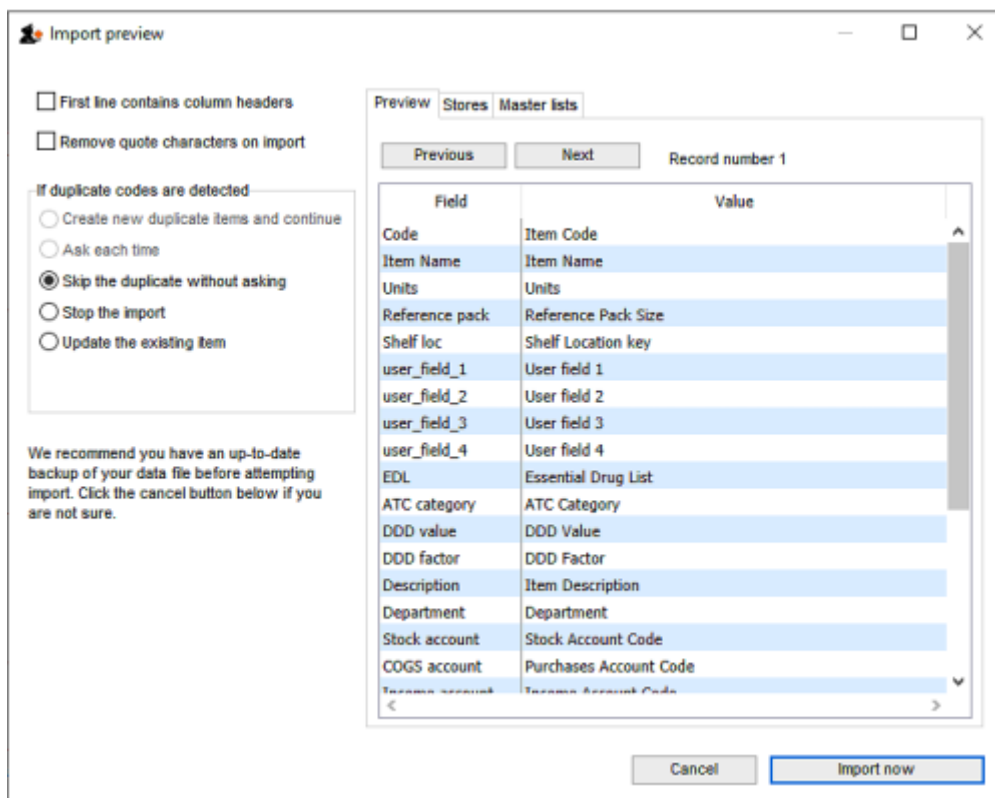 Import preview
First line contains column headers
Remove quote characters on import
If duplicate codes are detected
Create new duplicate items and continue
Ask each time
Skip the duplicate without asking
Stop the import
Update the existing item
We recommend you have an up-to-date
backup of your data file before attempting
import. Click the cancel button below if you
are not sure.
Preview Stores Master lists
Previous Next Record number 1
Field Value
Code Item Code
Item Name Item Name
Units Units
Reference pack Reference Pack Size
Shelf loc Shelf Location key
user_field_1 User field 1
user_field_2 User field 2
user_field_3 User field 3
user_field_4 User field 4
EDL Essential Drug List
ATC category ATC Category
DDD value DDD Value
DDD factor DDD Factor
Description Item Description
Department Department
Stock account Stock Account Code
COGS account Purchases Account Code
Income account Income Account Code
Cancel Import now